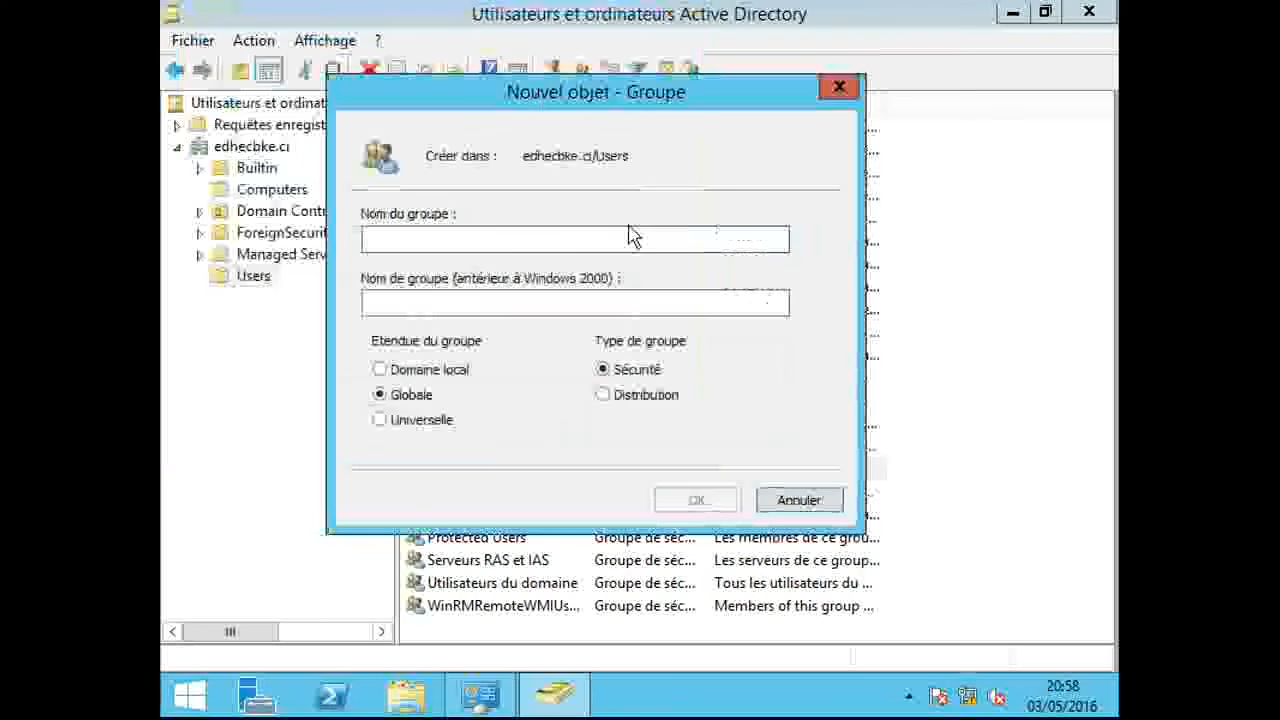 Utilisateurs et ordinateurs Active Directory
Fichier Action Affichage ?
Utilisateurs et ordinat
Requêtes enregist
edhecbke.ci
Builtin
Computers
Domain Contr
ForeignSecurit
Managed Serv
Users
Nouvel objet - Groupe
Créer dans : edhecbke.ci/Users
Nom du groupe :
Nom de groupe (antérieur à Windows 2000) :
Etendue du groupe Type de groupe
Domaine local Sécurité
Globale Distribution
Universelle
OK Annuler
Protected Users Groupe de séc... Les membres de ce grou...
Serveurs RAS et IAS Groupe de séc... Les serveurs de ce group...
Utilisateurs du domaine Groupe de séc... Tous les utilisateurs du ...
WinRMRemoteWMIUs... Groupe de séc... Members of this group ...
20:58
03/05/2016